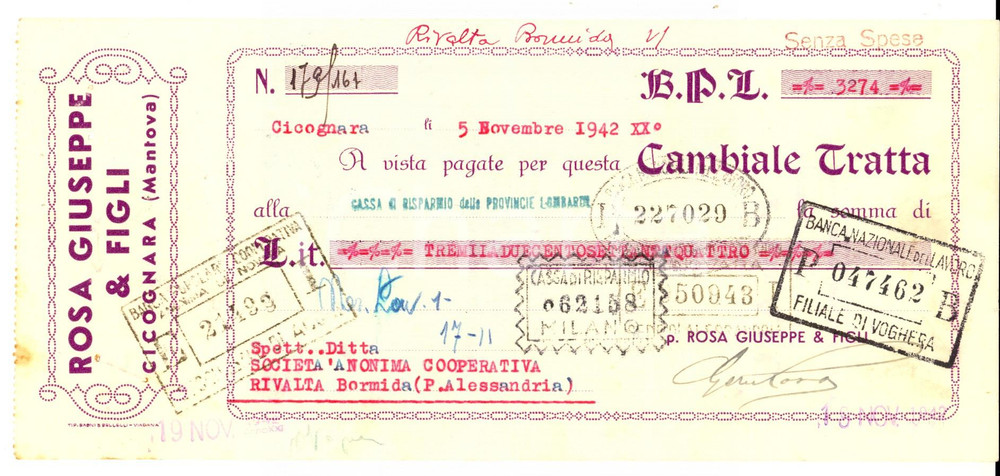 Rivalta Bormida
Senza Spese
ROSA GIUSEPPE
& FIGLI
CICOGNARA (Mantova)
N. 179/167
B.P.L. =%= 3274 =%=
Cicognara li 5 Novembre 1942 XX°
A vista pagate per questa Cambiale Tratta
alla CASSA di RISPARMIO delle PROVINCIE LOMBARDE la somma di
L.it. =%=%=%= TREMILADUECENTOSETTANTAQUATTRO =%=%=%=
P 227029 B
BANCA NAZIONALE del LAVORO
P 047462 B
FILIALE DI VOGHERA
CASSA DI RISPARMIO
062158
MILANO
50943
17-11
p. ROSA GIUSEPPE & FIGLI
Spett..Ditta
SOCIETA'ANONIMA COOPERATIVA
RIVALTA Bormida(P.Alessandria)
19 NOV.